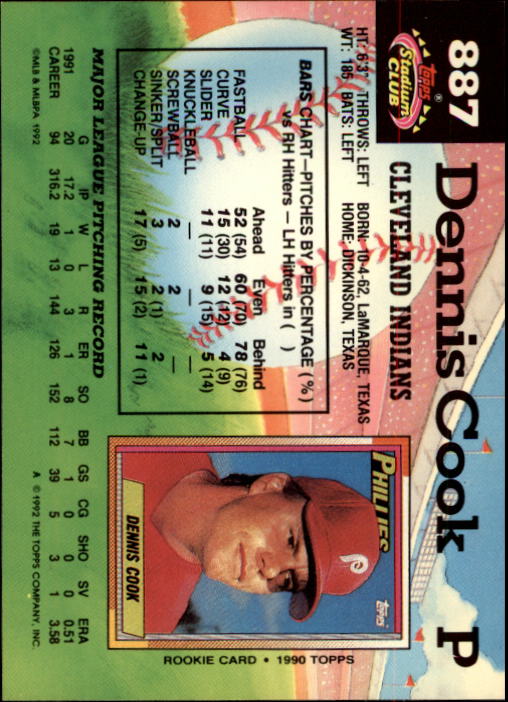 887
Topps
Stadium
CLUB
®
Dennis Cook P
CLEVELAND INDIANS
HT: 6'3" THROWS: LEFT BORN: 10-4-62, LaMARQUE, TEXAS
WT: 185 BATS: LEFT HOME: DICKINSON, TEXAS
BARS CHART—PITCHES BY PERCENTAGE (%)
vs RH Hitters — LH Hitters in ( )
Ahead Even Behind
FASTBALL 52 (54) 60 (70) 78 (76)
CURVE 15 (30) 12 (12) 4 (9)
SLIDER 11 (11) 9 (15) 5 (14)
KNUCKLEBALL — — —
SCREWBALL 2 2 —
SINKER/SPLIT 3 2 (1) 2
CHANGE-UP 17 (5) 15 (2) 11 (1)
PHILLIES
P
topps
DENNIS COOK
ROOKIE CARD • 1990 TOPPS
MAJOR LEAGUE PITCHING RECORD
G IP W L R ER SO BB GS CG SHO SV ERA
1991 20 17.2 1 0 3 1 8 7 1 0 0 0 0.51
CAREER 94 316.2 19 13 144 126 152 112 39 5 3 1 3.58
©MLB & MLBPA 1992
A © 1992 THE TOPPS COMPANY, INC.